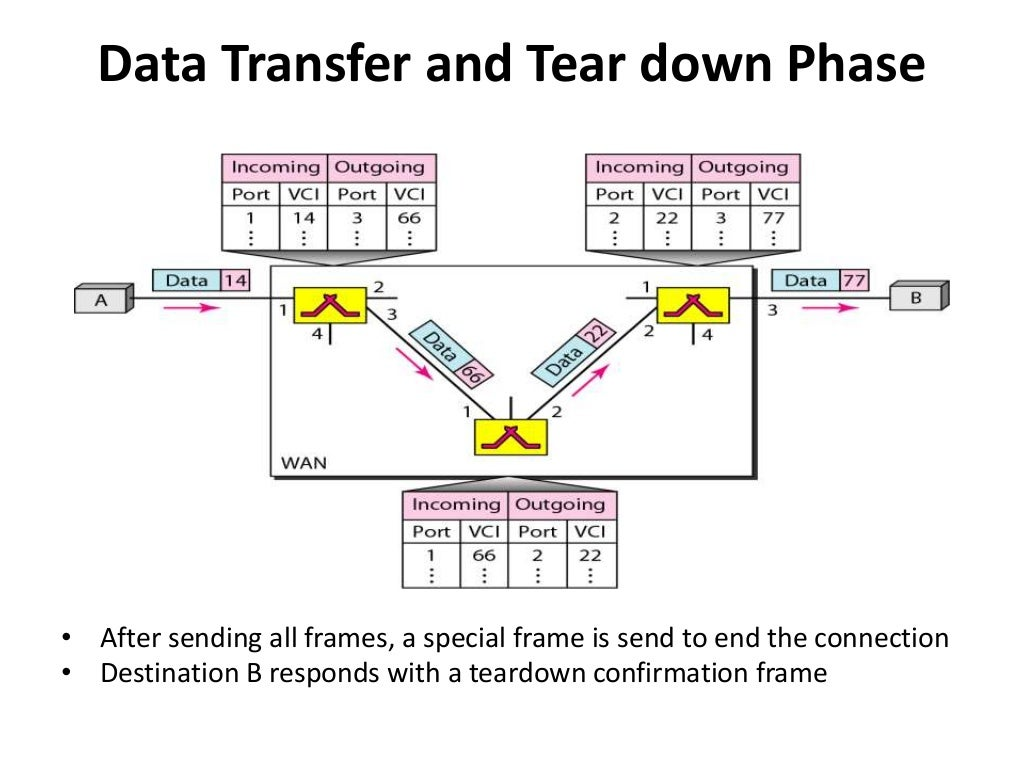 Data Transfer and Tear down Phase
Incoming Outgoing
Port VCI Port VCI
1 14 3 66
⋮ ⋮ ⋮ ⋮
Incoming Outgoing
Port VCI Port VCI
2 22 3 77
⋮ ⋮ ⋮ ⋮
A
Data 14
1
2
3
4
Data 66
Data 22
1
2
4
3
Data 77
B
1
2
WAN
Incoming Outgoing
Port VCI Port VCI
1 66 2 22
⋮ ⋮ ⋮ ⋮
• After sending all frames, a special frame is send to end the connection
• Destination B responds with a teardown confirmation frame